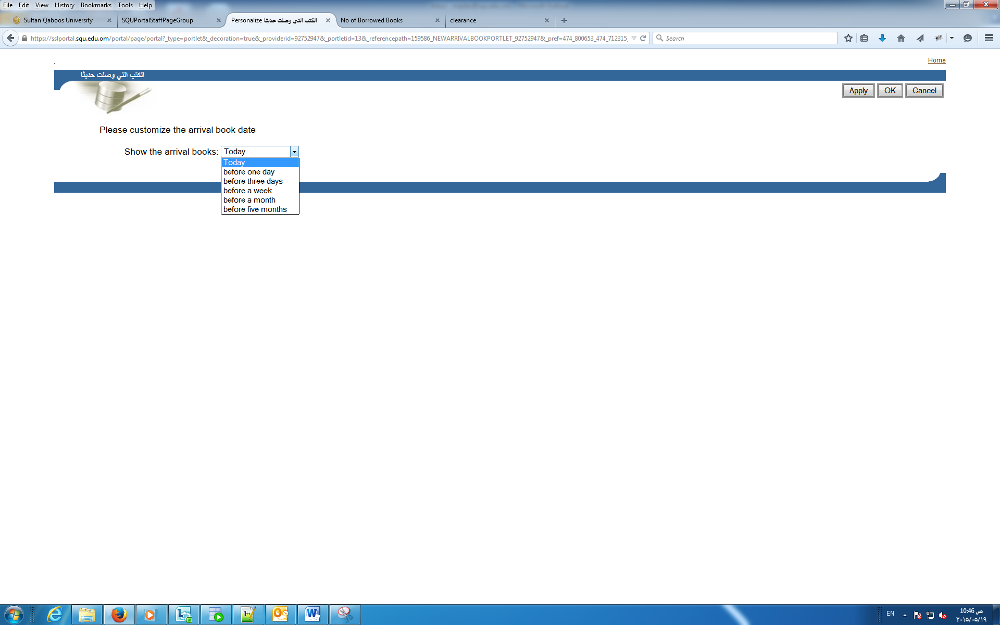 File Edit View History Bookmarks Tools Help
Sultan Qaboos University
SQUPortalStaffPageGroup
Personalize الكتب التي وصلت حديثا
No of Borrowed Books
clearance
https://sslportal.squ.edu.om/portal/page/portal?_type=portlet&_decoration=true&_providerid=92752947&_portletid=13&_referencepath=159586_NEWARRIVALBOOKPORTLET_92752947&_pref=474_800653_474_712315
Search
Home
الكتب التي وصلت حديثا
Apply OK Cancel
Please customize the arrival book date
Show the arrival books: Today
Today
before one day
before three days
before a week
before a month
before five months
EN
10:46 ص
٢٠١٥/٠٥/١٩